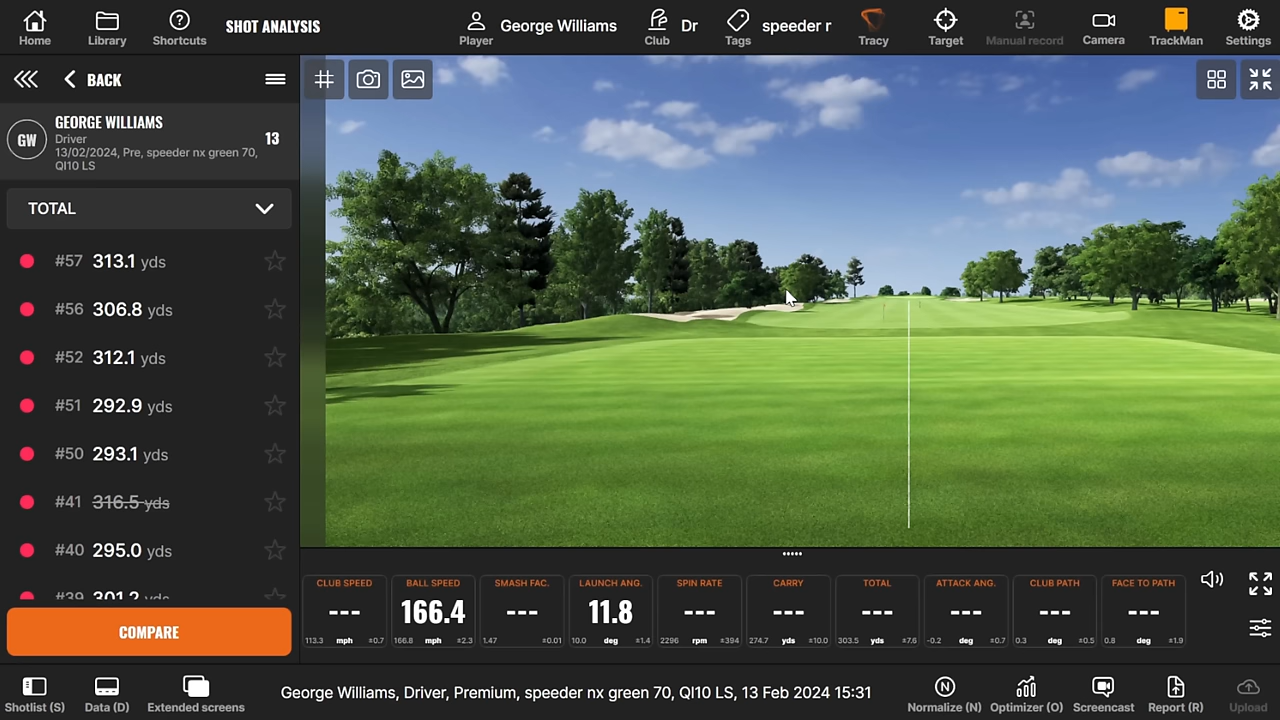 Home
Library
Shortcuts
SHOT ANALYSIS
Player
George Williams
Club
Dr
Tags
speeder r
Tracy
Target
Manual record
Camera
TrackMan
Settings
BACK
GW
GEORGE WILLIAMS
Driver
13/02/2024, Pre, speeder nx green 70,
QI10 LS
13
TOTAL
#57 313.1 yds
#56 306.8 yds
#52 312.1 yds
#51 292.9 yds
#50 293.1 yds
#41 316.5 yds
#40 295.0 yds
#39 301.2 yds
COMPARE
CLUB SPEED
---
113.3 mph ±0.7
BALL SPEED
166.4
166.8 mph ±2.3
SMASH FAC.
---
1.47 ±0.01
LAUNCH ANG.
11.8
10.0 deg ±1.4
SPIN RATE
---
2296 rpm ±394
CARRY
---
274.7 yds ±10.0
TOTAL
---
303.5 yds ±7.6
ATTACK ANG.
---
-0.2 deg ±0.7
CLUB PATH
---
0.3 deg ±0.5
FACE TO PATH
---
0.8 deg ±1.9
Shotlist (S)
Data (D)
Extended screens
George Williams, Driver, Premium, speeder nx green 70, QI10 LS, 13 Feb 2024 15:31
N
Normalize (N)
Optimizer (O)
Screencast
Report (R)
Upload